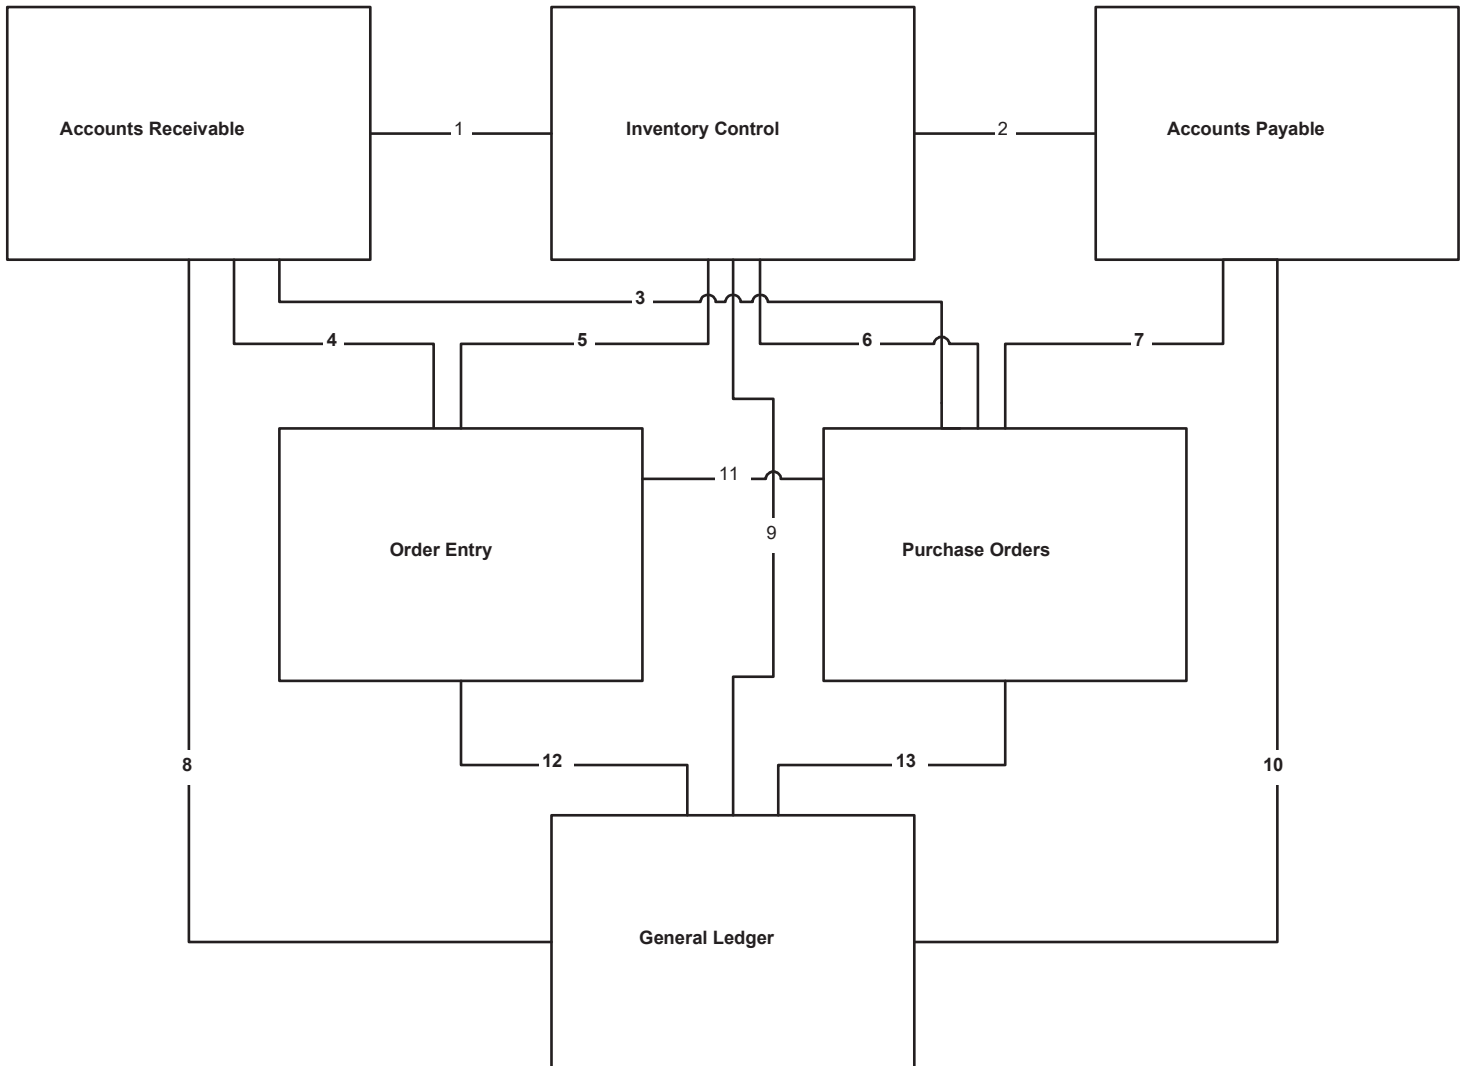 Accounts Receivable
1
Inventory Control
2
Accounts Payable
3
4
5
6
7
11
9
Order Entry
Purchase Orders
8
12
13
10
General Ledger